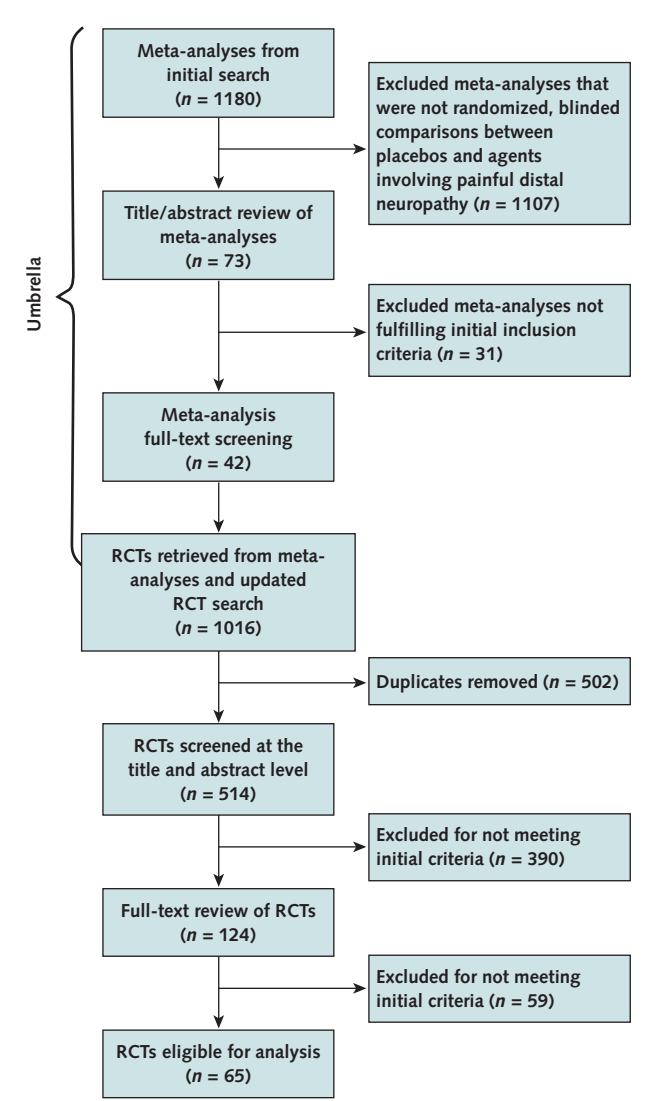 Umbrella
Meta-analyses from
initial search
(n = 1180)
Excluded meta-analyses that
were not randomized, blinded
comparisons between
placebos and agents
involving painful distal
neuropathy (n = 1107)
Title/abstract review of
meta-analyses
(n = 73)
Excluded meta-analyses not
fulfilling initial inclusion
criteria (n = 31)
Meta-analysis
full-text screening
(n = 42)
RCTs retrieved from meta-
analyses and updated
RCT search
(n = 1016)
Duplicates removed (n = 502)
RCTs screened at the
title and abstract level
(n = 514)
Excluded for not meeting
initial criteria (n = 390)
Full-text review of RCTs
(n = 124)
Excluded for not meeting
initial criteria (n = 59)
RCTs eligible for analysis
(n = 65)